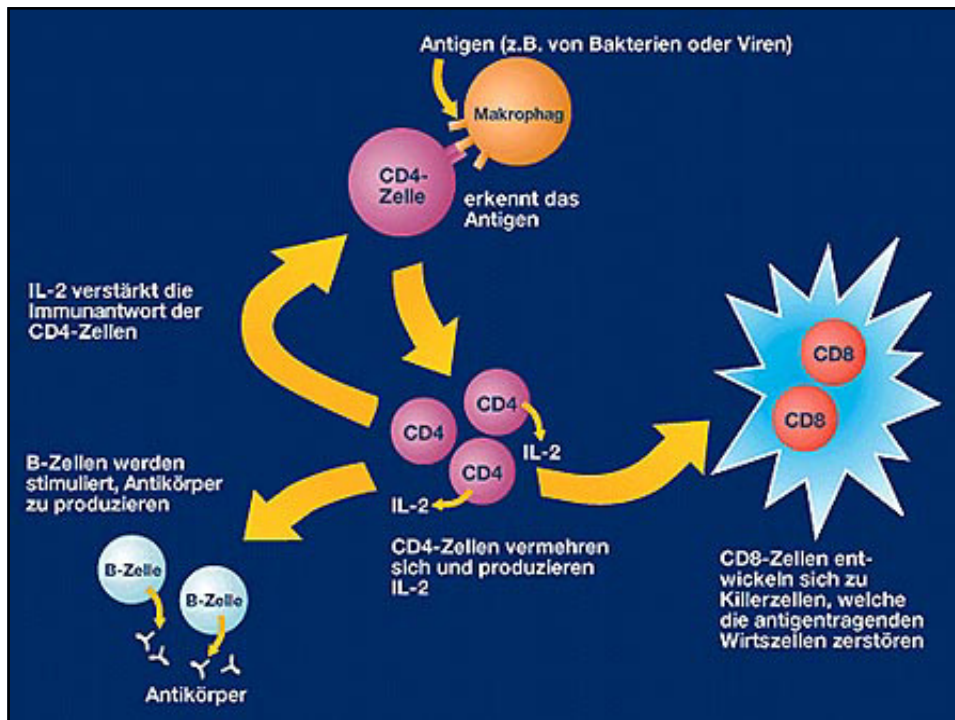 Antigen (z.B. von Bakterien oder Viren)
Makrophag
CD4-
Zelle
erkennt das
Antigen
IL-2 verstärkt die
Immunantwort der
CD4-Zellen
CD4
CD4
CD4
IL-2
IL-2
CD8
CD8
B-Zellen werden
stimuliert, Antikörper
zu produzieren
B-Zelle
B-Zelle
Antikörper
CD4-Zellen vermehren
sich und produzieren
IL-2
CD8-Zellen ent-
wickeln sich zu
Killerzellen, welche
die antigentragenden
Wirtszellen zerstören